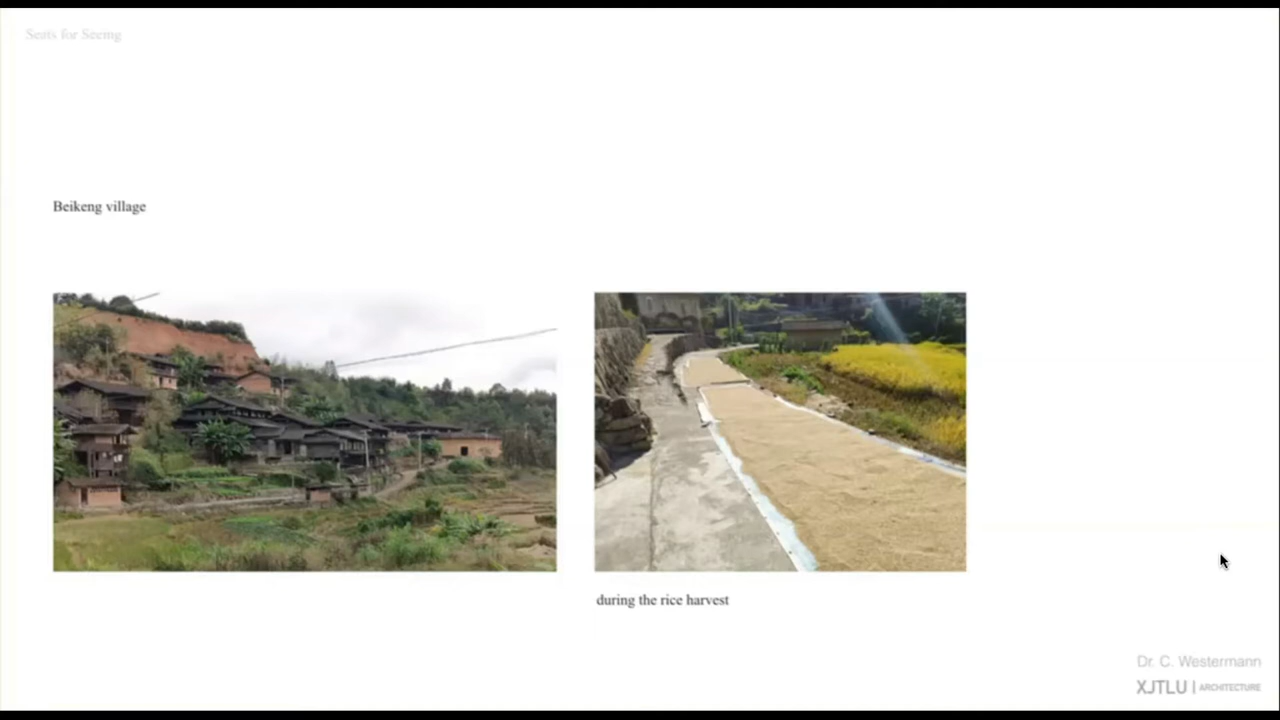 Seats for Seeing
Beikeng village
during the rice harvest
Dr. C. Westermann
XJTLU | ARCHITECTURE